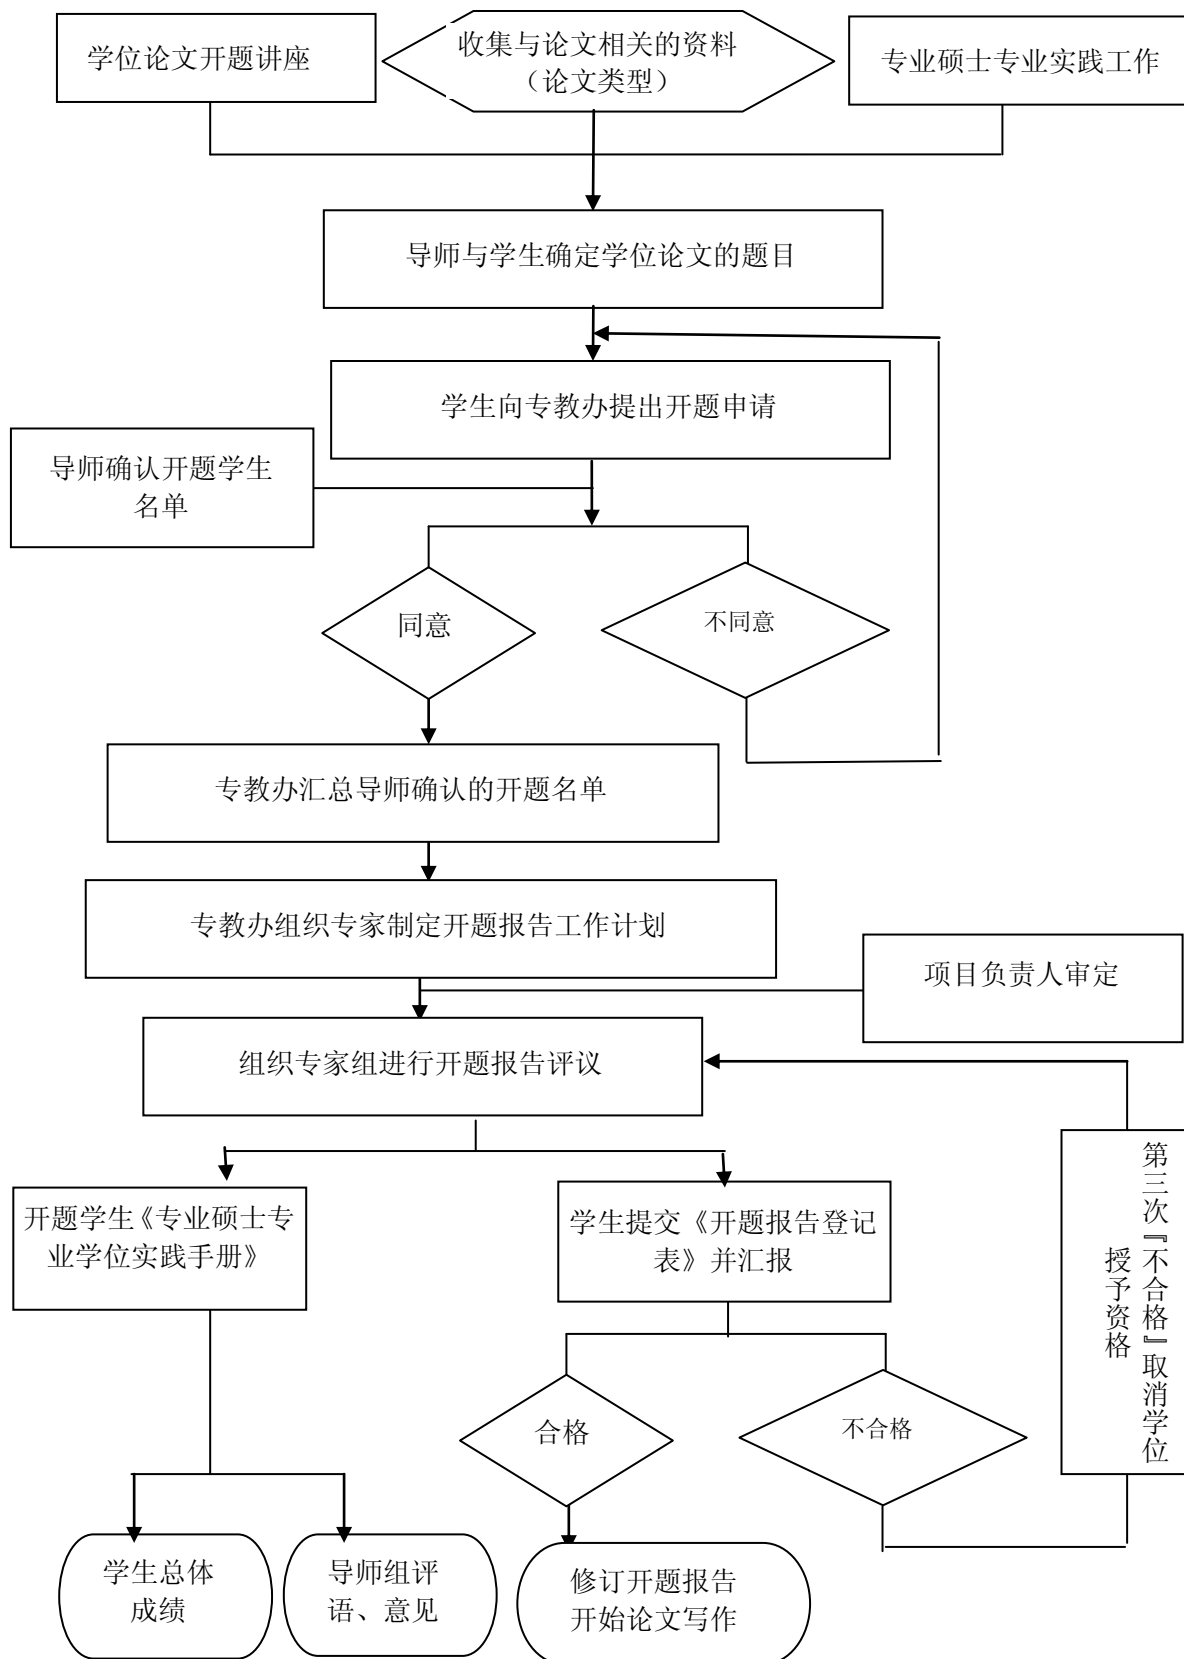 学位论文开题讲座
收集与论文相关的资料
（论文类型）
专业硕士专业实践工作
导师与学生确定学位论文的题目
学生向专教办提出开题申请
导师确认开题学生
名单
同意
不同意
专教办汇总导师确认的开题名单
专教办组织专家制定开题报告工作计划
项目负责人审定
组织专家组进行开题报告评议
第三次『不合格』取消学位
授予资格
开题学生《专业硕士专
业学位实践手册》
学生提交《开题报告登记
表》并汇报
合格
不合格
学生总体
成绩
导师组评
语、意见
修订开题报告
开始论文写作